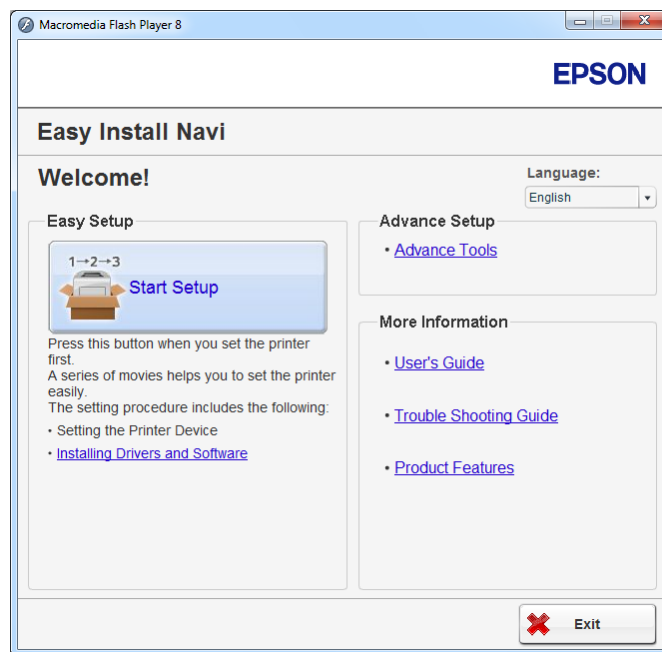 Macromedia Flash Player 8
EPSON
Easy Install Navi
Welcome!
Language:
English
Easy Setup
1→2→3
Start Setup
Press this button when you set the printer
first.
A series of movies helps you to set the printer
easily.
The setting procedure includes the following:
• Setting the Printer Device
• Installing Drivers and Software
Advance Setup
• Advance Tools
More Information
• User's Guide
• Trouble Shooting Guide
• Product Features
Exit